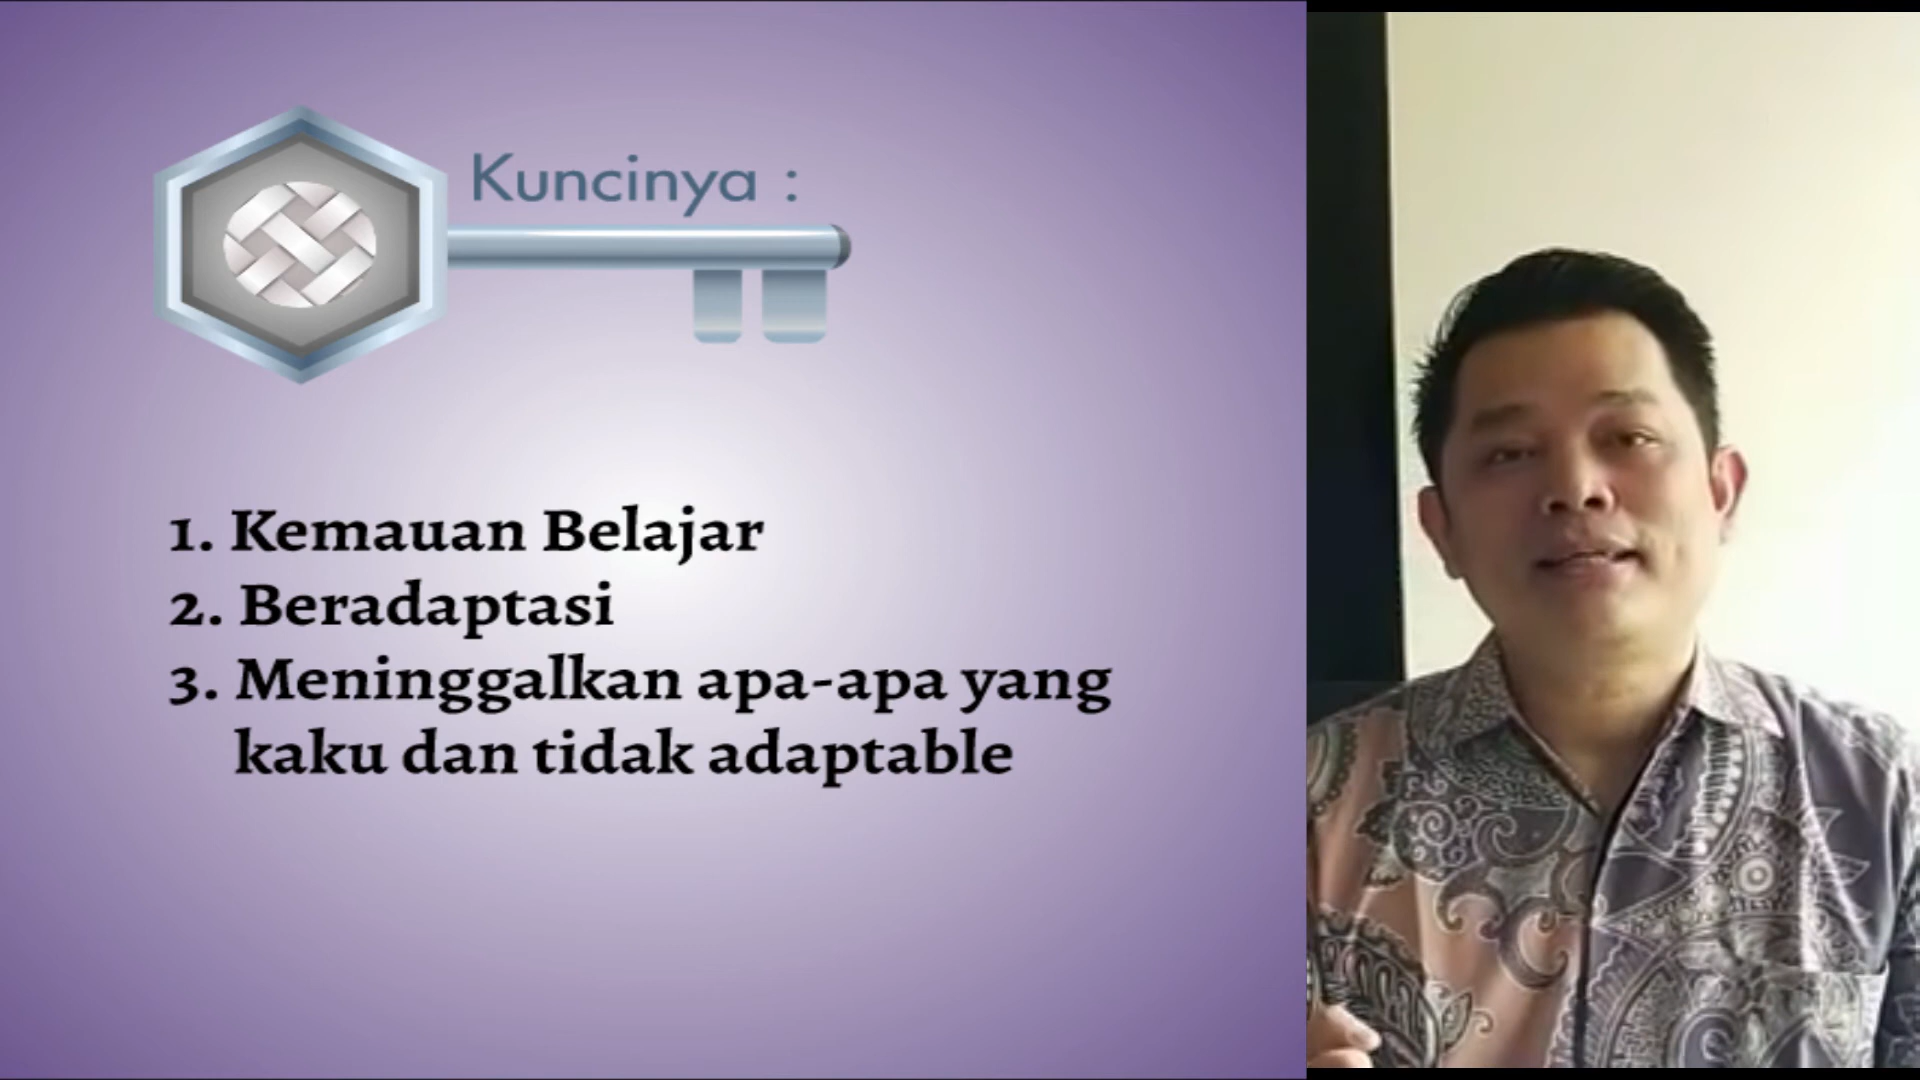 Kuncinya :
1. Kemauan Belajar
2. Beradaptasi
3. Meninggalkan apa-apa yang
kaku dan tidak adaptable